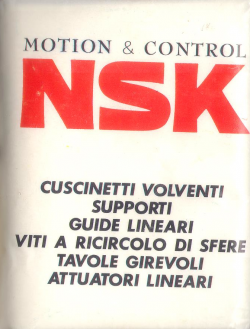 MOTION & CONTROL
NSK
CUSCINETTI VOLVENTI
SUPPORTI
GUIDE LINEARI
VITI A RICIRCOLO DI SFERE
TAVOLE GIREVOLI
ATTUATORI LINEARI